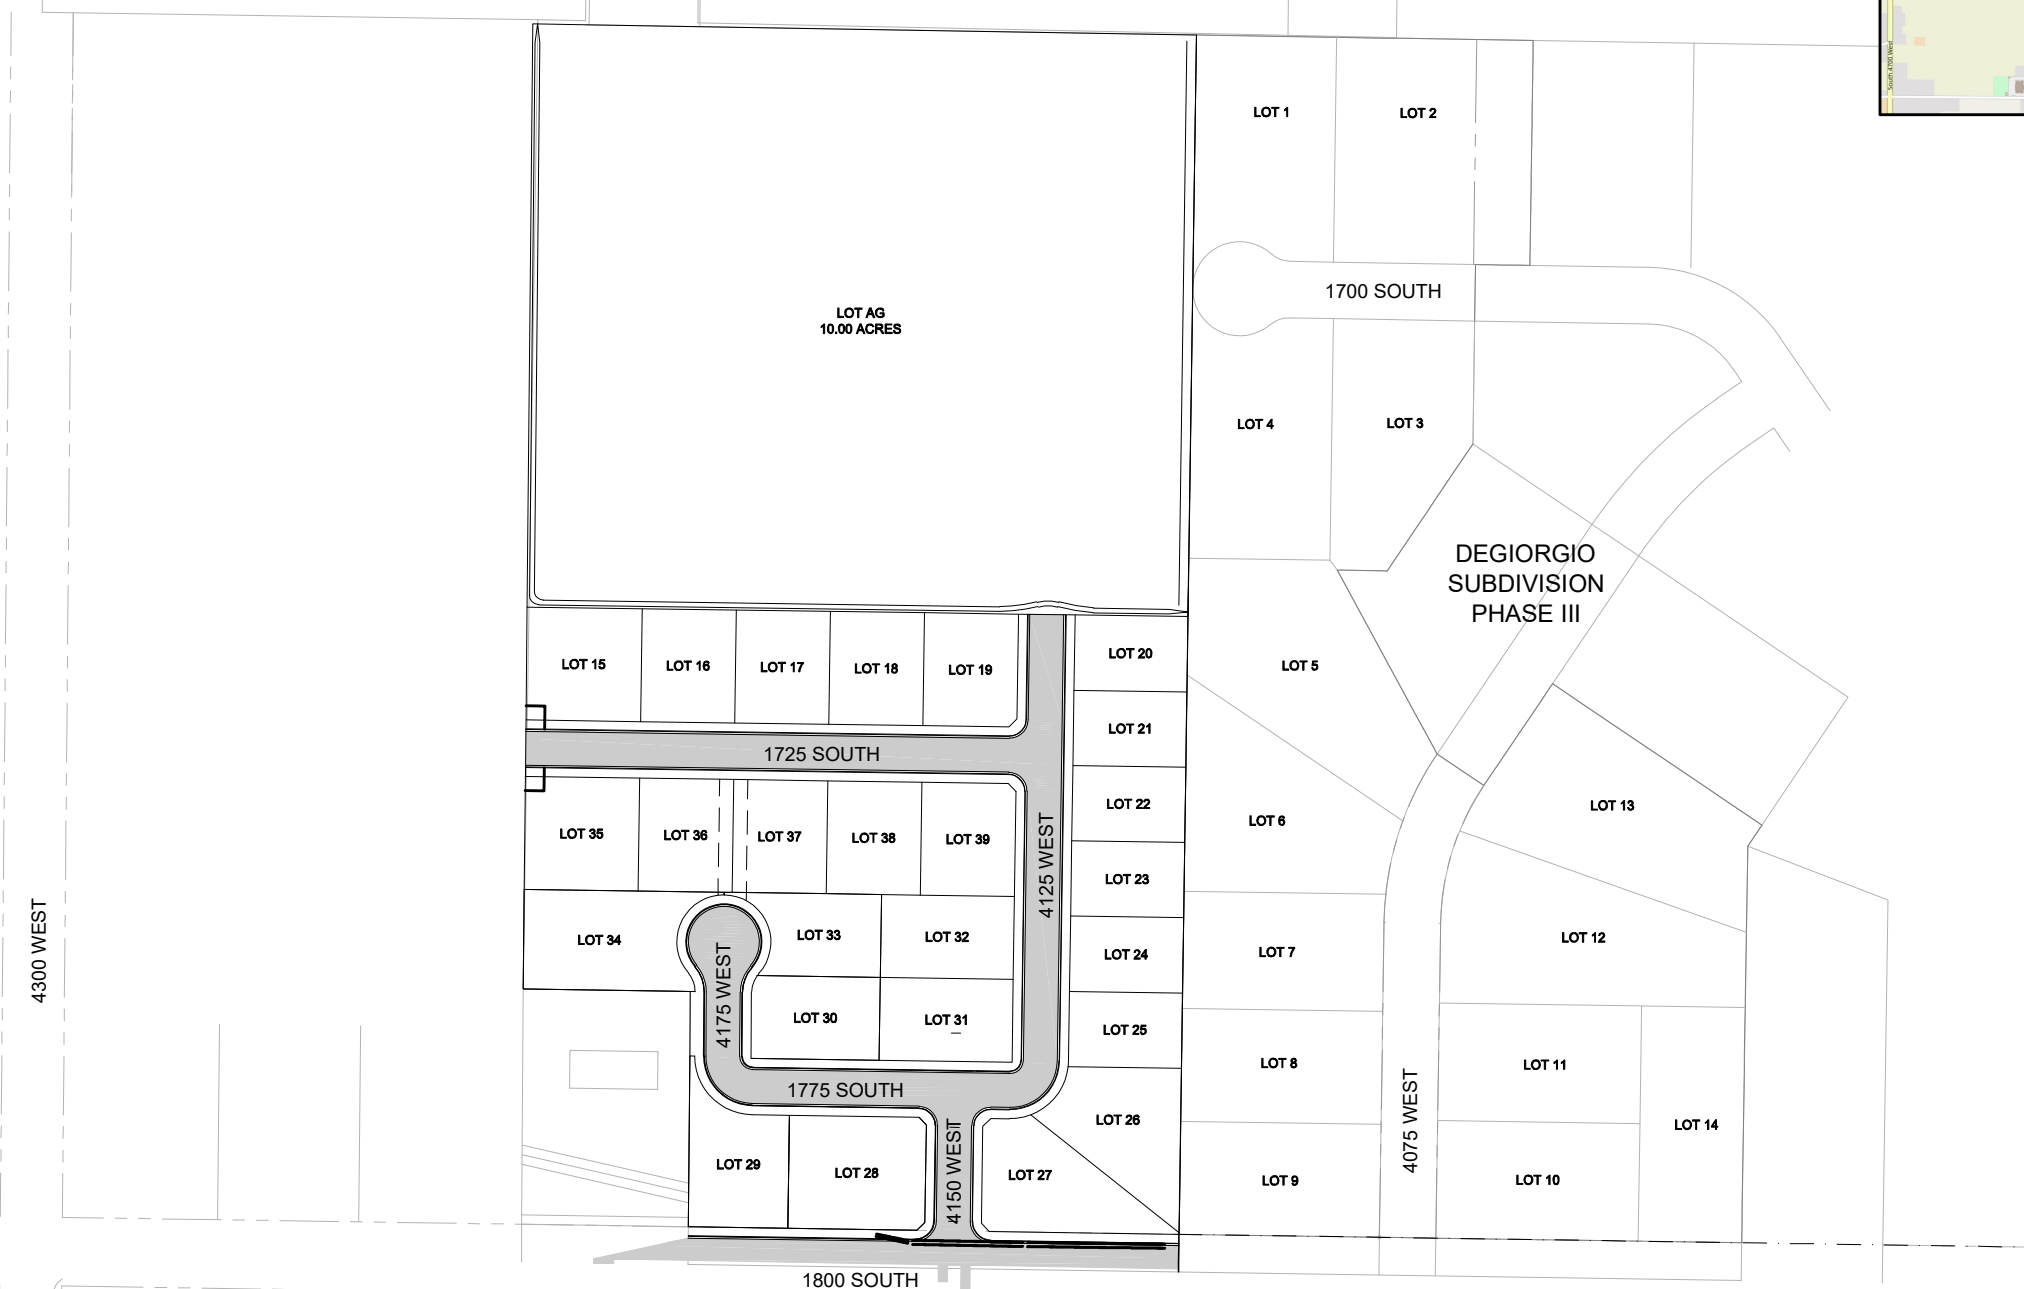 South 4700 West
LOT 1
LOT 2
1700 SOUTH
LOT AG
10.00 ACRES
LOT 4
LOT 3
DEGIORGIO
SUBDIVISION
PHASE III
LOT 15
LOT 16
LOT 17
LOT 18
LOT 19
LOT 20
LOT 5
LOT 21
1725 SOUTH
LOT 22
LOT 13
LOT 6
LOT 35
LOT 36
LOT 37
LOT 38
LOT 39
4125 WEST
LOT 23
LOT 34
LOT 33
LOT 32
LOT 24
LOT 7
LOT 12
4300 WEST
4175 WEST
LOT 30
LOT 31
LOT 25
LOT 8
LOT 11
1775 SOUTH
LOT 26
4075 WEST
LOT 14
LOT 29
LOT 28
4150 WEST
LOT 27
LOT 9
LOT 10
1800 SOUTH